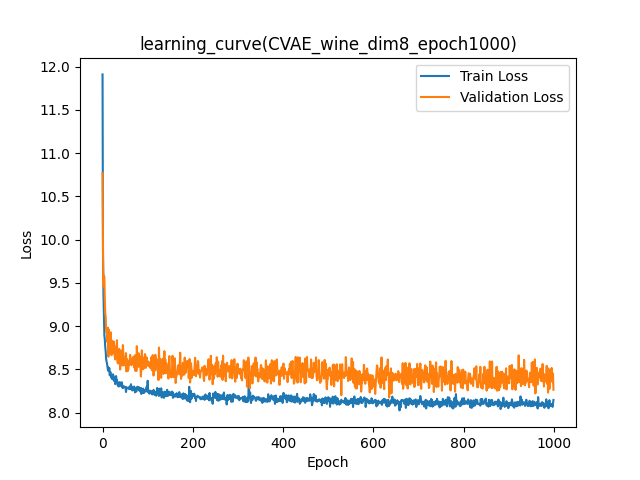 learning_curve(CVAE_wine_dim8_epoch1000)
12.0
11.5
11.0
10.5
10.0
9.5
9.0
8.5
8.0
Loss
Train Loss
Validation Loss
0 200 400 600 800 1000
Epoch